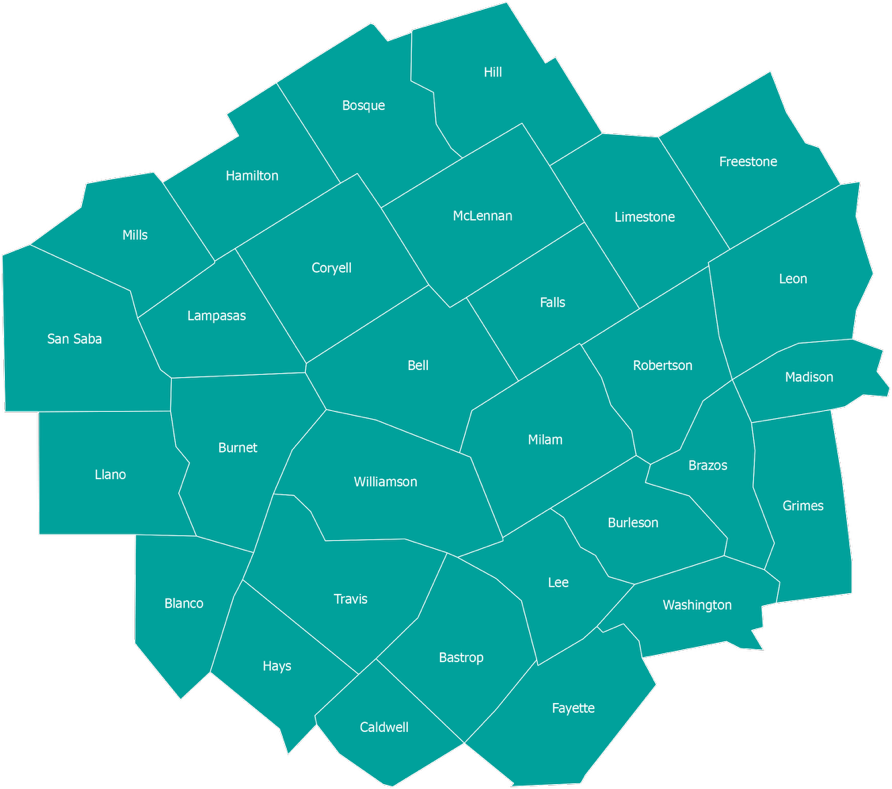 Hill
Bosque
Freestone
Hamilton
McLennan
Limestone
Mills
Coryell
Leon
Falls
Lampasas
San Saba
Bell
Robertson
Madison
Milam
Burnet
Brazos
Llano
Williamson
Grimes
Burleson
Lee
Travis
Blanco
Washington
Bastrop
Hays
Fayette
Caldwell